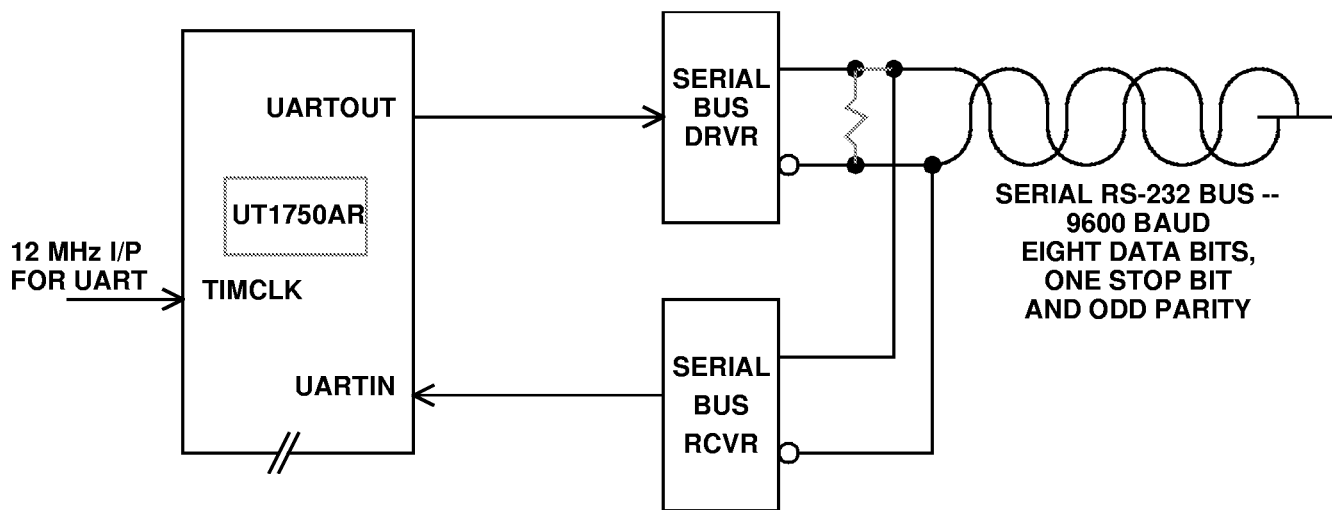 UARTOUT
UT1750AR
12 MHz I/P
FOR UART
TIMCLK
UARTIN
SERIAL
BUS
DRVR
SERIAL
BUS
RCVR
SERIAL RS-232 BUS --
9600 BAUD
EIGHT DATA BITS,
ONE STOP BIT
AND ODD PARITY